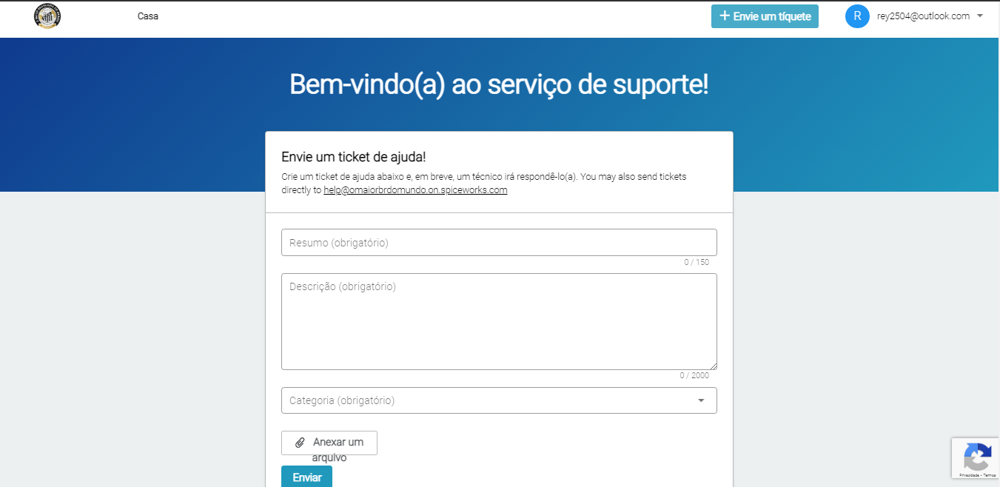 Casa
+ Envie um tíquete
R
rey2504@outlook.com
Bem-vindo(a) ao serviço de suporte!
Envie um ticket de ajuda!
Crie um ticket de ajuda abaixo e, em breve, um técnico irá respondê-lo(a). You may also send tickets
directly to help@omaiorbrdomundo.on.spiceworks.com
Resumo (obrigatório)
0 / 150
Descrição (obrigatório)
0 / 2000
Categoria (obrigatório)
Anexar um
arquivo
Enviar
Privacidade - Termos